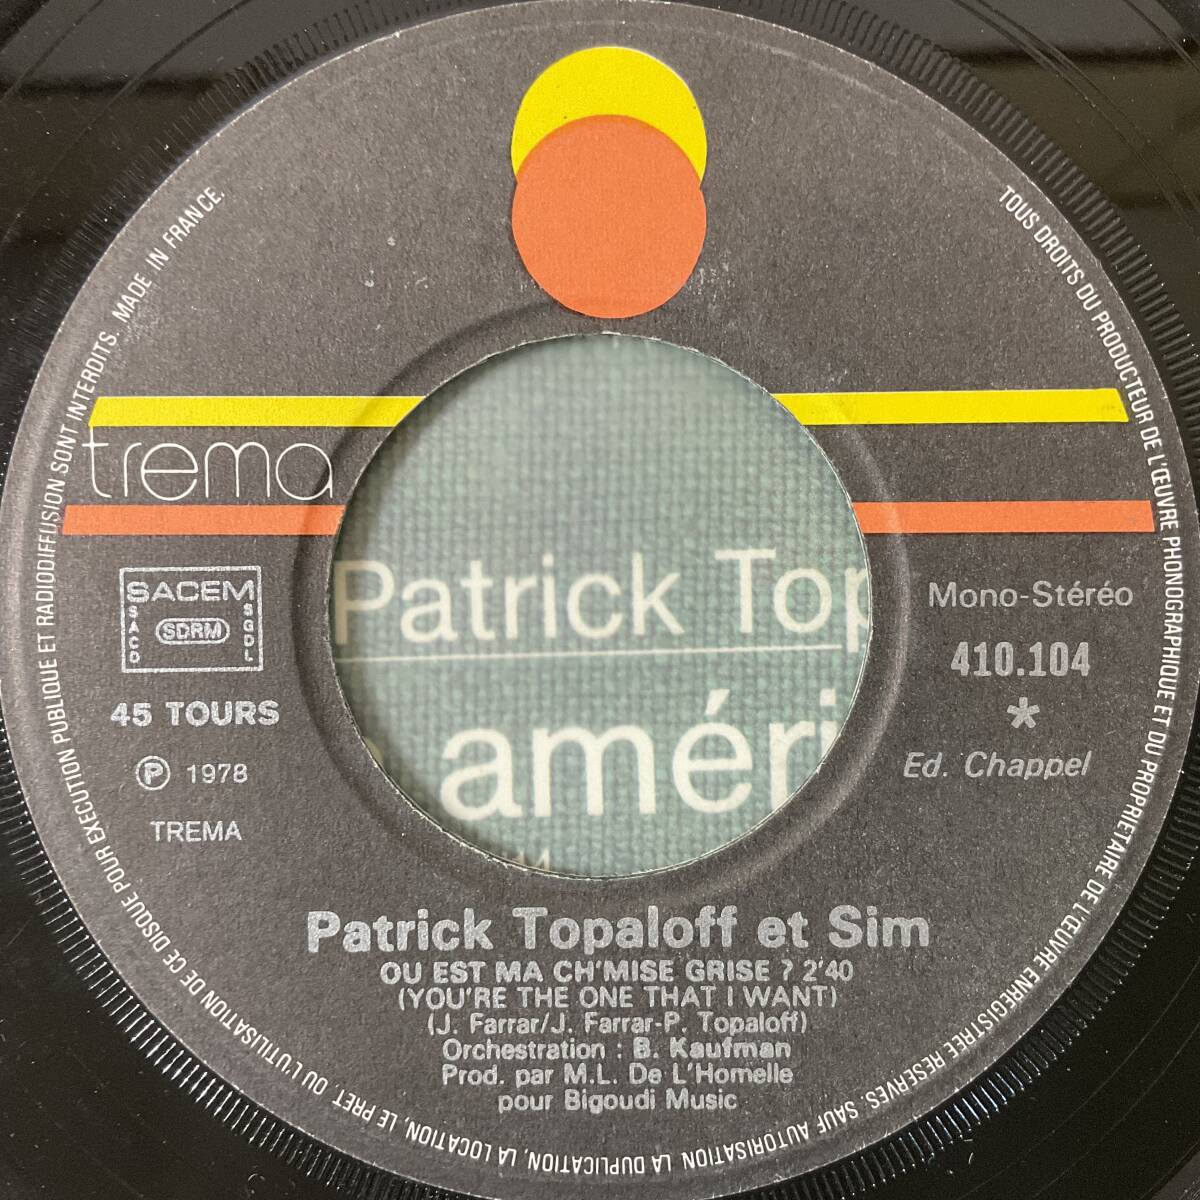 trema
SACEM
SACD
SDRM
SGDL
45 TOURS
Ⓟ 1978
TREMA
Patrick Top
améri
Mono-Stéréo
410.104
*
Ed. Chappel
Patrick Topaloff et Sim
OU EST MA CH'MISE GRISE ? 2'40
(YOU'RE THE ONE THAT I WANT)
(J. Farrar/J. Farrar-P. Topaloff)
Orchestration : B. Kaufman
Prod. par M.L. De L'Homelle
pour Bigoudi Music
TOUS DROITS DU PRODUCTEUR DE L'ŒUVRE PHONOGRAPHIQUE ET DU PROPRIETAIRE DE L'ŒUVRE ENREGISTREE RESERVES. SAUF AUTORISATION, LA DUPLICATION, LA LOCATION, LE PRET, OU L'UTILISATION DE CE DISQUE POUR EXECUTION PUBLIQUE ET RADIODIFFUSION SONT INTERDITS. MADE IN FRANCE.